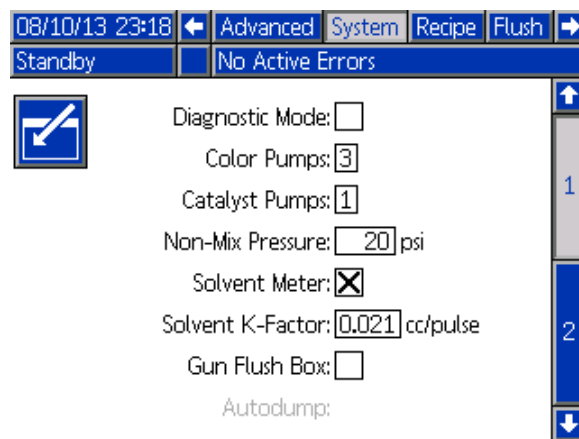 08/10/13 23:18 Advanced System Recipe Flush
Standby No Active Errors
Diagnostic Mode:
Color Pumps: 3
1
Catalyst Pumps: 1
Non-Mix Pressure: 20 psi
Solvent Meter:
Solvent K-Factor: 0.021 cc/pulse
2
Gun Flush Box:
Autodump: